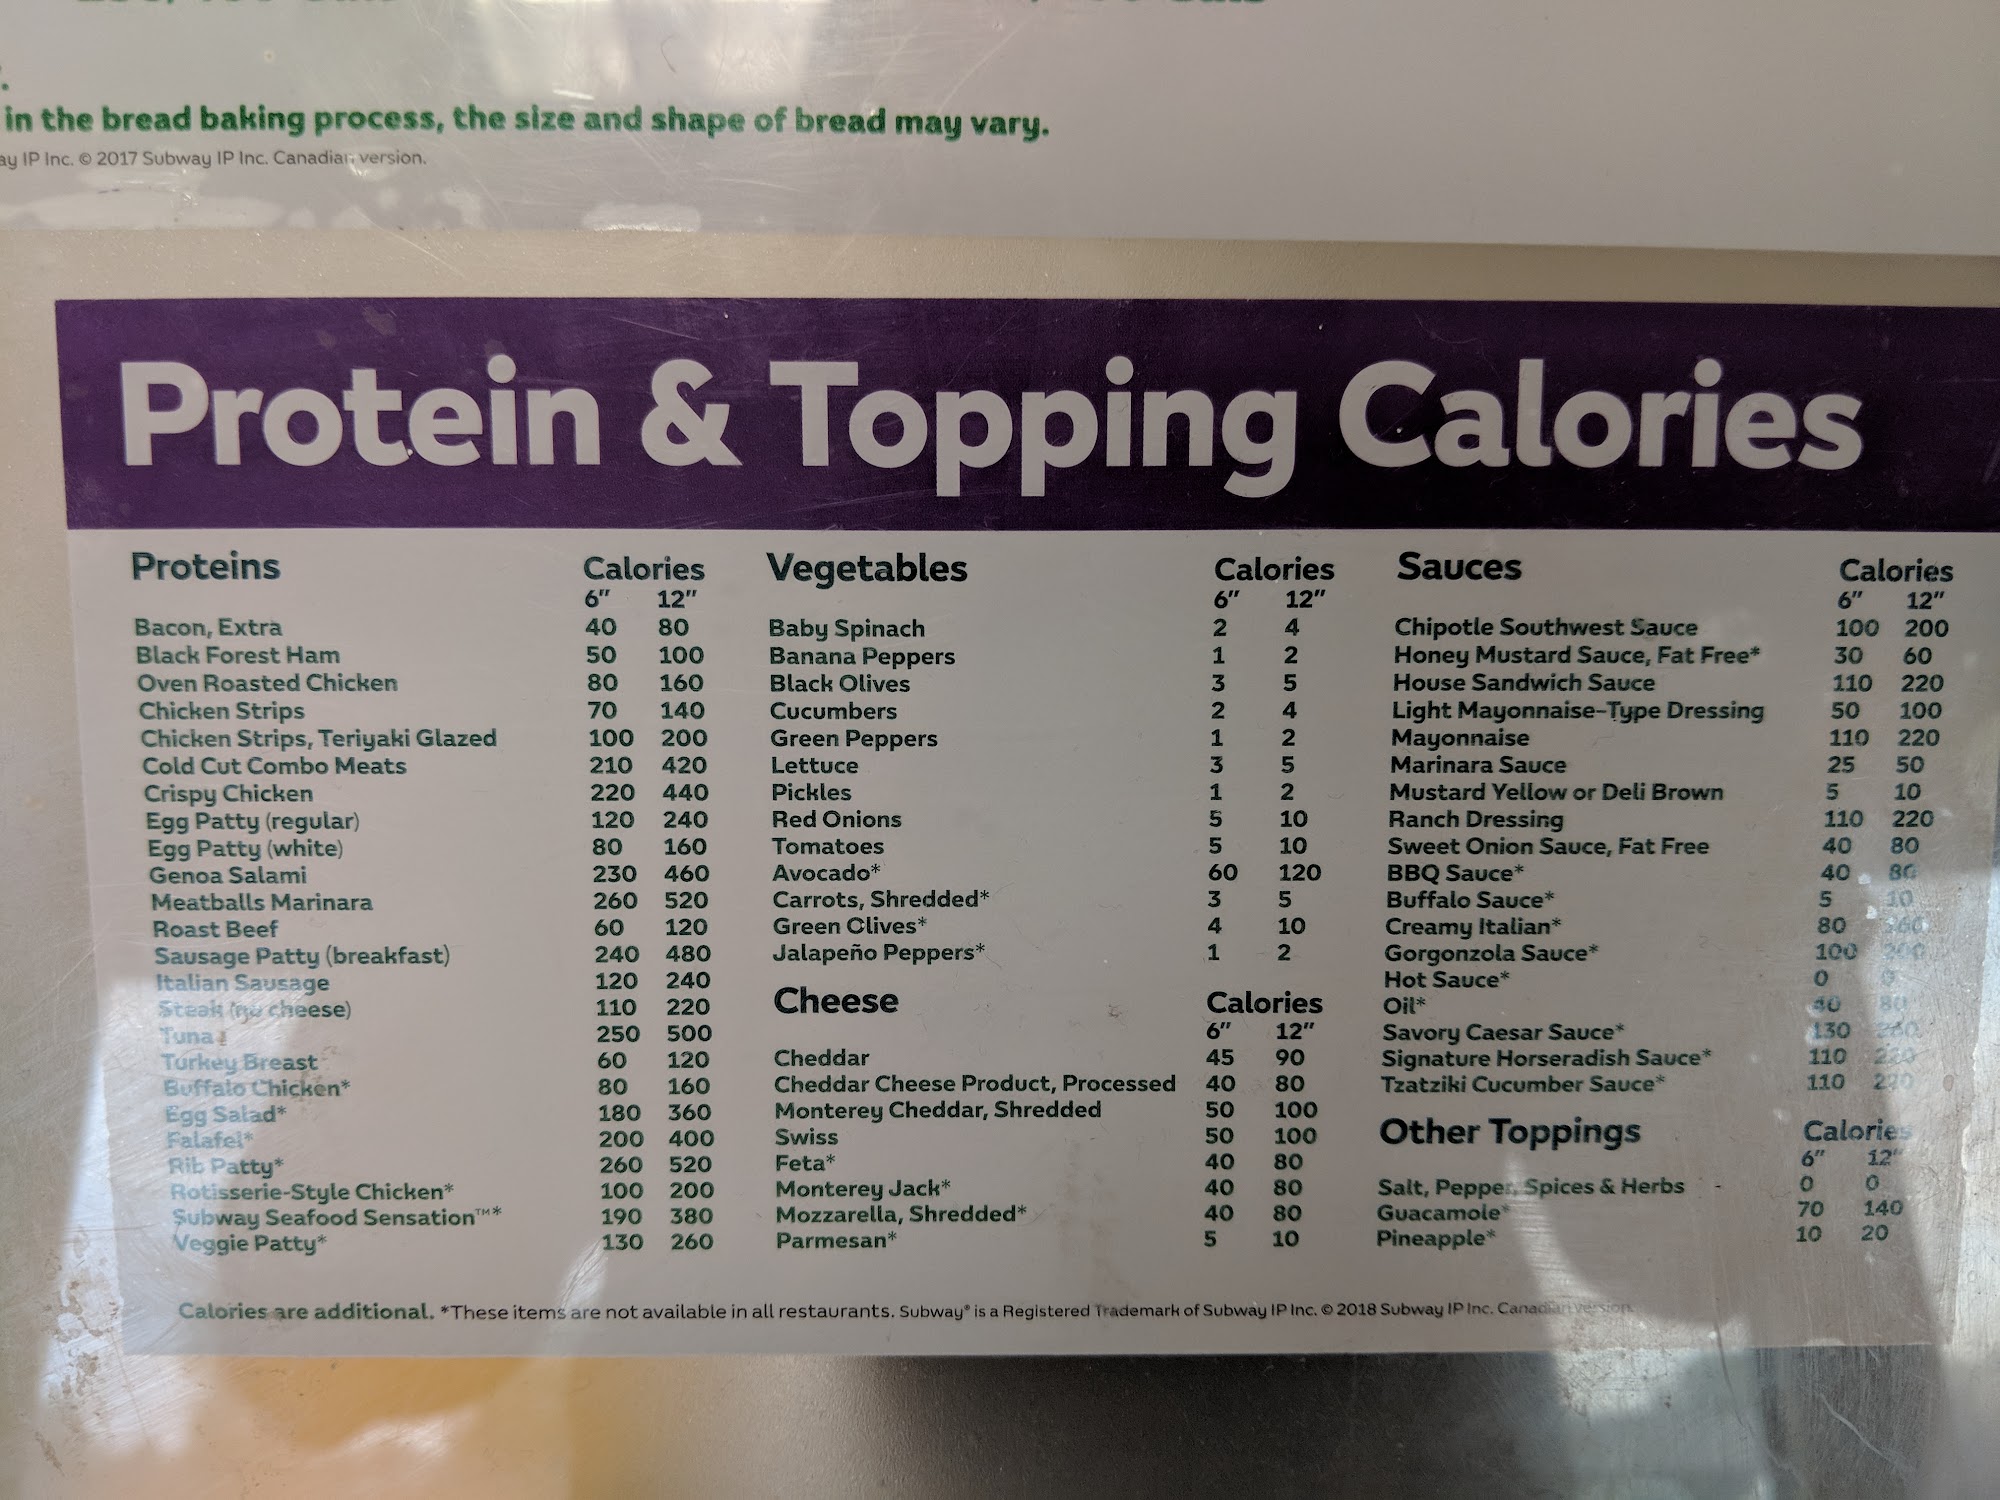 in the bread baking process, the size and shape of bread may vary.
IP Inc. © 2017 Subway IP Inc. Canadian version.
Protein & Topping Calories
Proteins Calories
6" 12"
Bacon, Extra 40 80
Black Forest Ham 50 100
Oven Roasted Chicken 80 160
Chicken Strips 70 140
Chicken Strips, Teriyaki Glazed 100 200
Cold Cut Combo Meats 210 420
Crispy Chicken 220 440
Egg Patty (regular) 120 240
Egg Patty (white) 80 160
Genoa Salami 230 460
Meatballs Marinara 260 520
Roast Beef 60 120
Sausage Patty (breakfast) 240 480
Italian Sausage 120 240
Steak (no cheese) 110 220
Tuna 250 500
Turkey Breast 60 120
Buffalo Chicken* 80 160
Egg Salad* 180 360
Falafel* 200 400
Rib Patty* 260 520
Rotisserie-Style Chicken* 100 200
Subway Seafood Sensation™* 190 380
Veggie Patty* 130 260
Vegetables Calories
6" 12"
Baby Spinach 2 4
Banana Peppers 1 2
Black Olives 3 5
Cucumbers 2 4
Green Peppers 1 2
Lettuce 3 5
Pickles 1 2
Red Onions 5 10
Tomatoes 5 10
Avocado* 60 120
Carrots, Shredded* 3 5
Green Olives* 4 10
Jalapeño Peppers* 1 2
Cheese Calories
6" 12"
Cheddar 45 90
Cheddar Cheese Product, Processed 40 80
Monterey Cheddar, Shredded 50 100
Swiss 50 100
Feta* 40 80
Monterey Jack* 40 80
Mozzarella, Shredded* 40 80
Parmesan* 5 10
Sauces Calories
6" 12"
Chipotle Southwest Sauce 100 200
Honey Mustard Sauce, Fat Free* 30 60
House Sandwich Sauce 110 220
Light Mayonnaise-Type Dressing 50 100
Mayonnaise 110 220
Marinara Sauce 25 50
Mustard Yellow or Deli Brown 5 10
Ranch Dressing 110 220
Sweet Onion Sauce, Fat Free 40 80
BBQ Sauce* 40 80
Buffalo Sauce* 5 10
Creamy Italian* 80 160
Gorgonzola Sauce* 100 200
Hot Sauce* 0 0
Oil* 40 80
Savory Caesar Sauce* 130 260
Signature Horseradish Sauce* 110 220
Tzatziki Cucumber Sauce* 110 220
Other Toppings Calories
6" 12"
Salt, Pepper, Spices & Herbs 0 0
Guacamole* 70 140
Pineapple* 10 20
Calories are additional. *These items are not available in all restaurants. Subway® is a Registered Trademark of Subway IP Inc. © 2018 Subway IP Inc. Canadian version.